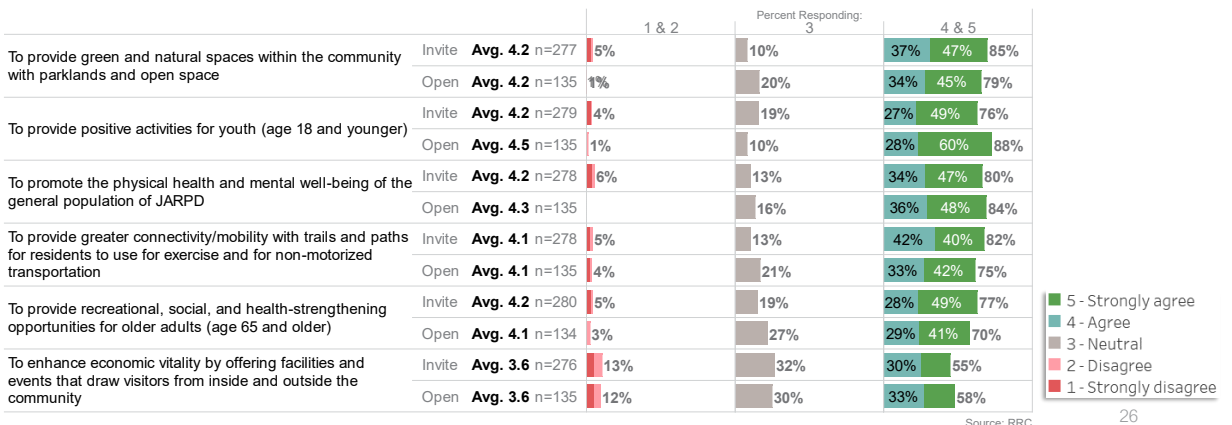 Percent Responding:
1 & 2 3 4 & 5
To provide green and natural spaces within the community
with parklands and open space
Invite Avg. 4.2 n=277 5% 10% 37% 47% 85%
Open Avg. 4.2 n=135 1% 20% 34% 45% 79%
To provide positive activities for youth (age 18 and younger)
Invite Avg. 4.2 n=279 4% 19% 27% 49% 76%
Open Avg. 4.5 n=135 1% 10% 28% 60% 88%
To promote the physical health and mental well-being of the
general population of JARPD
Invite Avg. 4.2 n=278 6% 13% 34% 47% 80%
Open Avg. 4.3 n=135 16% 36% 48% 84%
To provide greater connectivity/mobility with trails and paths
for residents to use for exercise and for non-motorized
transportation
Invite Avg. 4.1 n=278 5% 13% 42% 40% 82%
Open Avg. 4.1 n=135 4% 21% 33% 42% 75%
To provide recreational, social, and health-strengthening
opportunities for older adults (age 65 and older)
Invite Avg. 4.2 n=280 5% 19% 28% 49% 77%
Open Avg. 4.1 n=134 3% 27% 29% 41% 70%
To enhance economic vitality by offering facilities and
events that draw visitors from inside and outside the
community
Invite Avg. 3.6 n=276 13% 32% 30% 55%
Open Avg. 3.6 n=135 12% 30% 33% 58%
5 - Strongly agree
4 - Agree
3 - Neutral
2 - Disagree
1 - Strongly disagree
Source: RRC
26